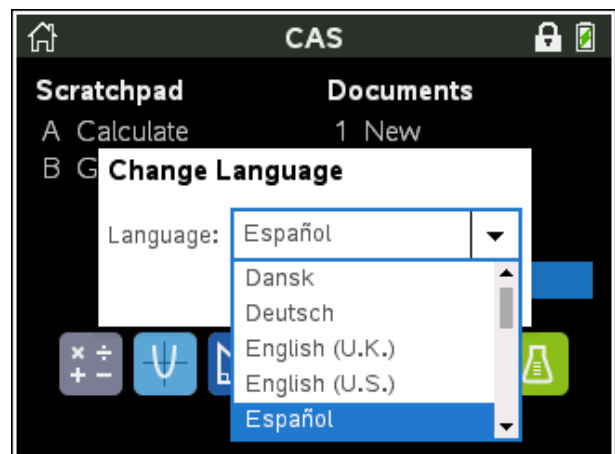 CAS
Scratchpad Documents
A Calculate 1 New
B G
Change Language
Language: Español
Dansk
Deutsch
English (U.K.)
English (U.S.)
Español